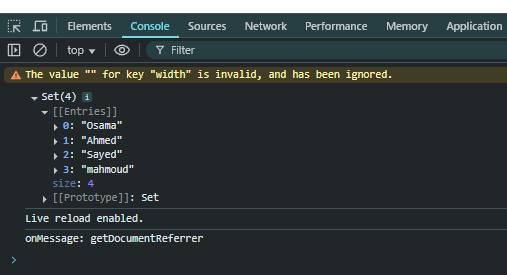 Elements Console Sources Network Performance Memory Application
top Filter
The value "" for key "width" is invalid, and has been ignored.
Set(4) i
[[Entries]]
0: "Osama"
1: "Ahmed"
2: "Sayed"
3: "mahmoud"
size: 4
[[Prototype]]: Set
Live reload enabled.
onMessage: getDocumentReferrer